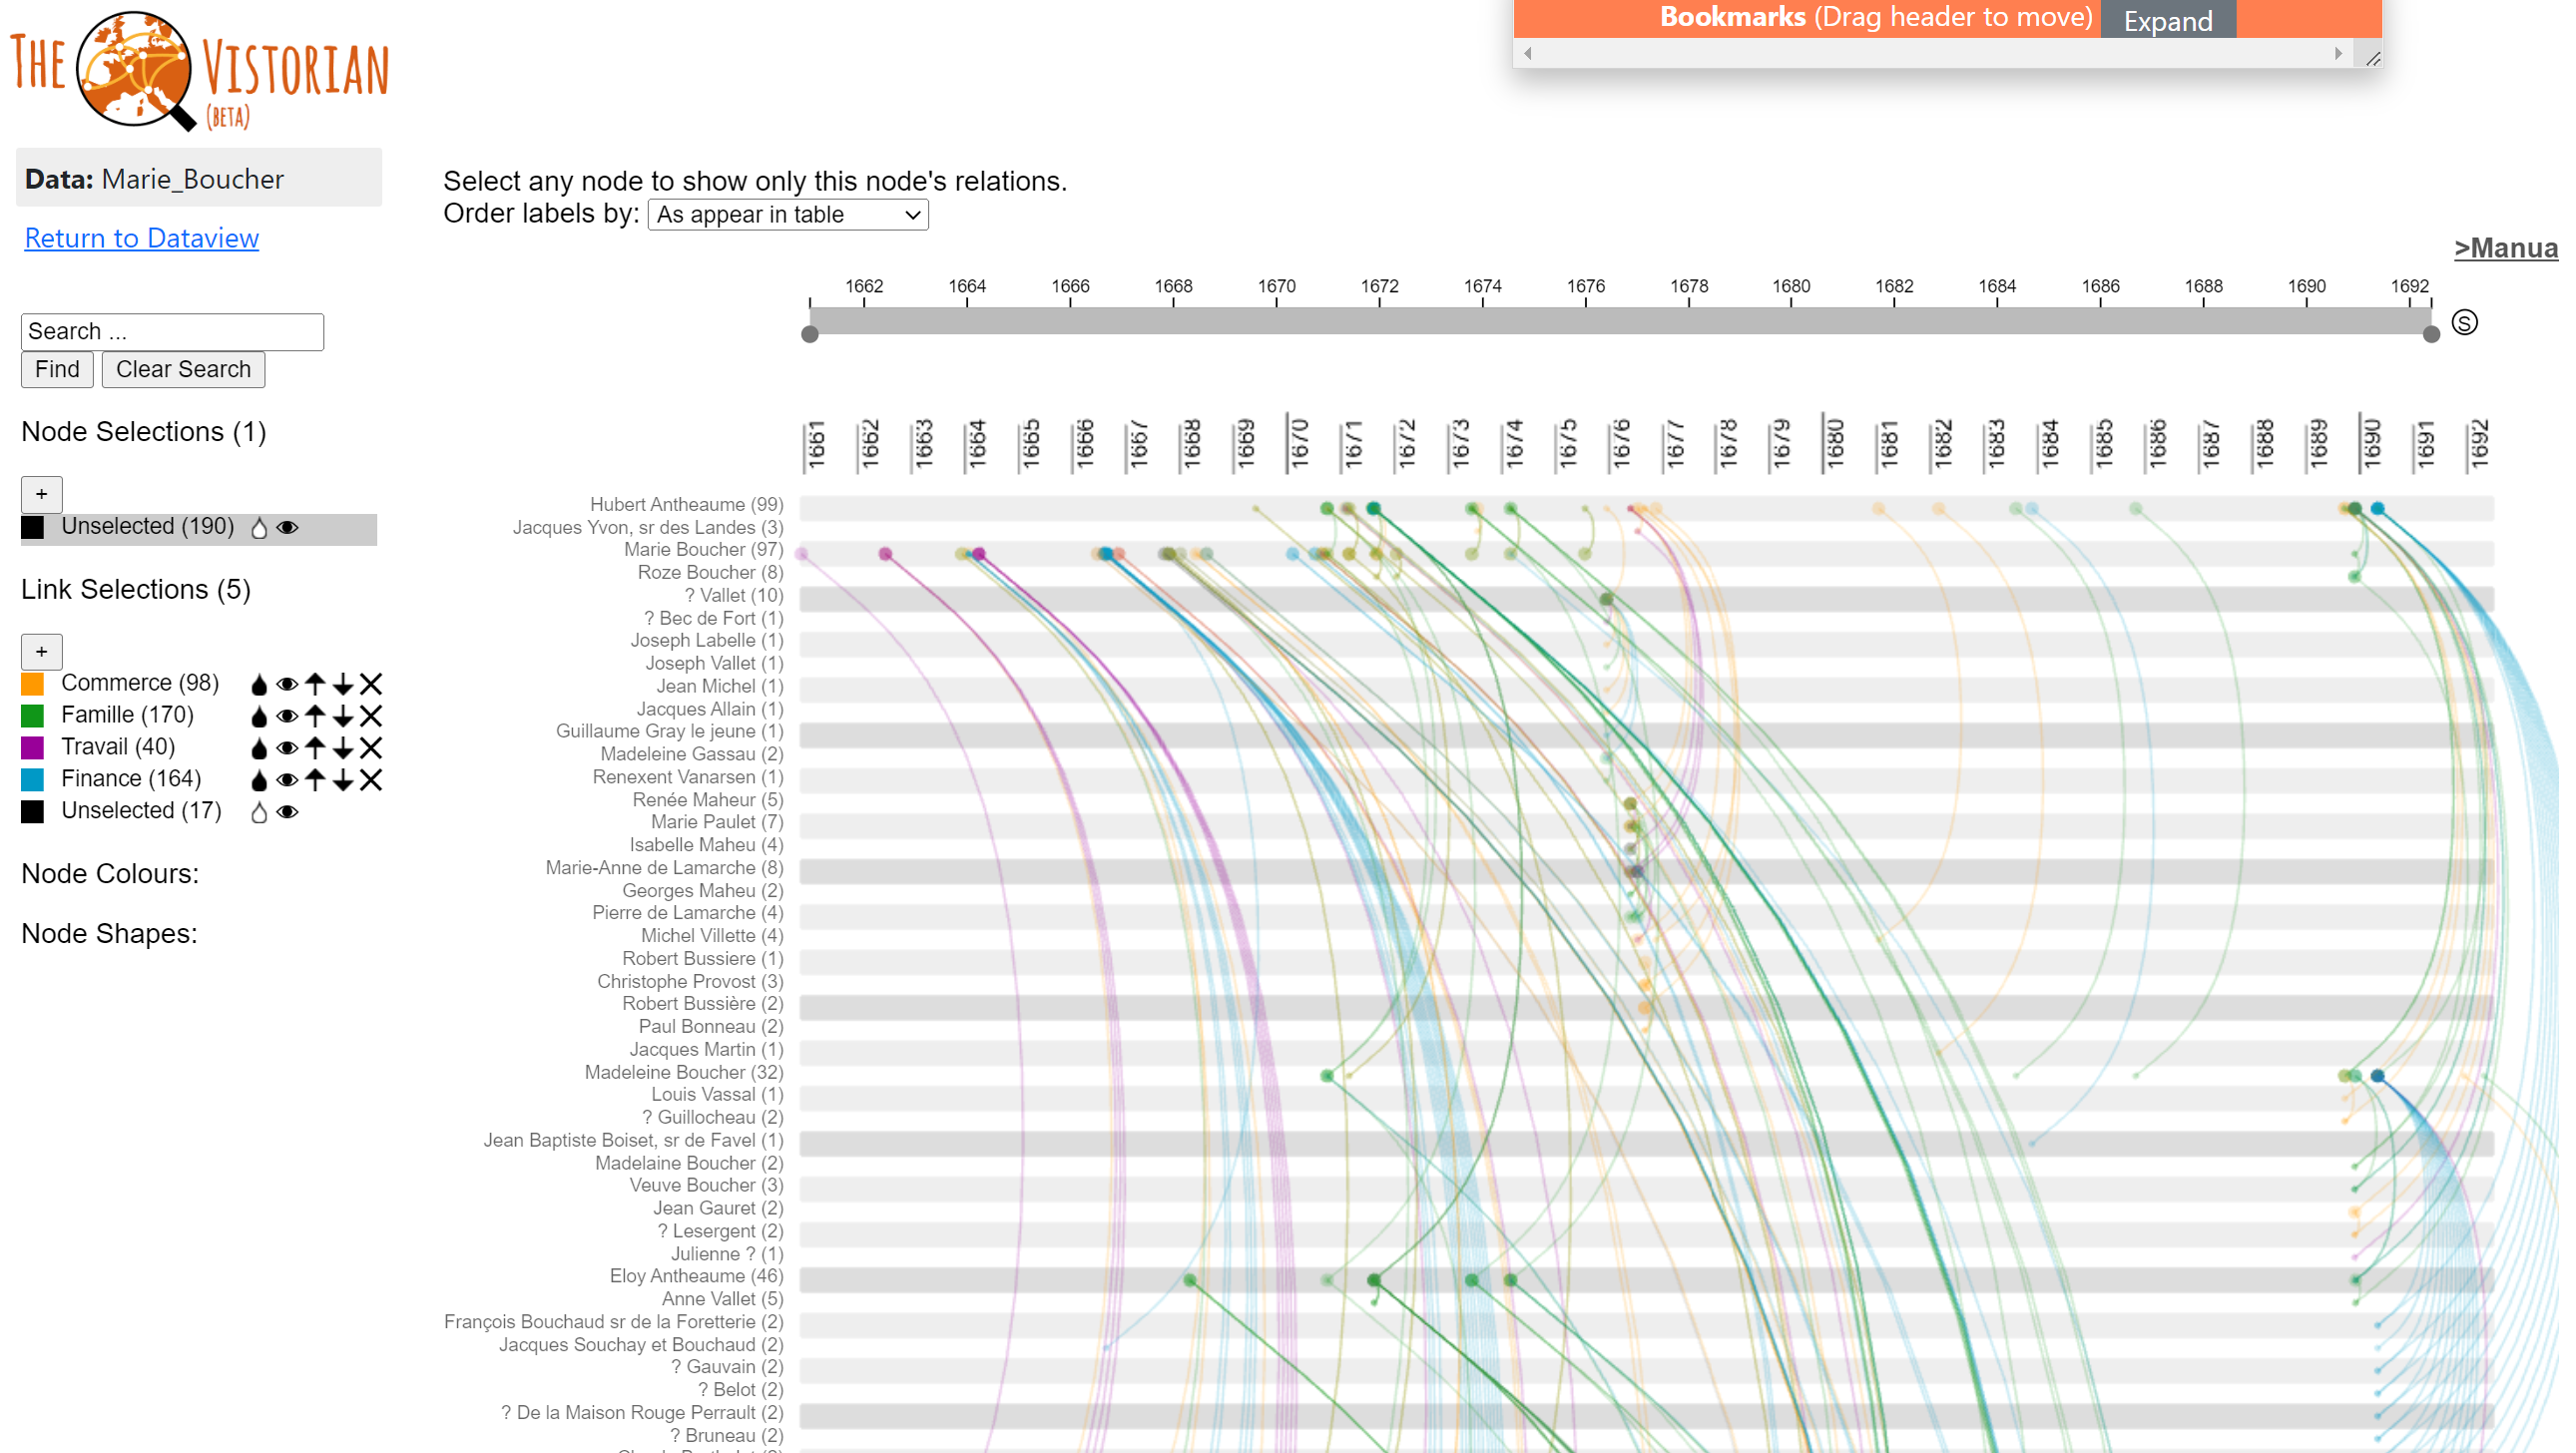 THE VISTORIAN
(BETA)
Bookmarks (Drag header to move) Expand
Data: Marie_Boucher
Return to Dataview
Search ...
Find Clear Search
Node Selections (1)
+
Unselected (190)
Link Selections (5)
+
Commerce (98)
Famille (170)
Travail (40)
Finance (164)
Unselected (17)
Node Colours:
Node Shapes:
Select any node to show only this node's relations.
Order labels by: As appear in table
>Manua
1662 1664 1666 1668 1670 1672 1674 1676 1678 1680 1682 1684 1686 1688 1690 1692
S
1661 1662 1663 1664 1665 1666 1667 1668 1669 1670 1671 1672 1673 1674 1675 1676 1677 1678 1679 1680 1681 1682 1683 1684 1685 1686 1687 1688 1689 1690 1691 1692
Hubert Antheaume (99)
Jacques Yvon, sr des Landes (3)
Marie Boucher (97)
Roze Boucher (8)
? Vallet (10)
? Bec de Fort (1)
Joseph Labelle (1)
Joseph Vallet (1)
Jean Michel (1)
Jacques Allain (1)
Guillaume Gray le jeune (1)
Madeleine Gassau (2)
Renexent Vanarsen (1)
Renée Maheur (5)
Marie Paulet (7)
Isabelle Maheu (4)
Marie-Anne de Lamarche (8)
Georges Maheu (2)
Pierre de Lamarche (4)
Michel Villette (4)
Robert Bussiere (1)
Christophe Provost (3)
Robert Bussière (2)
Paul Bonneau (2)
Jacques Martin (1)
Madeleine Boucher (32)
Louis Vassal (1)
? Guillocheau (2)
Jean Baptiste Boiset, sr de Favel (1)
Madelaine Boucher (2)
Veuve Boucher (3)
Jean Gauret (2)
? Lesergent (2)
Julienne ? (1)
Eloy Antheaume (46)
Anne Vallet (5)
François Bouchaud sr de la Foretterie (2)
Jacques Souchay et Bouchaud (2)
? Gauvain (2)
? Belot (2)
? De la Maison Rouge Perrault (2)
? Bruneau (2)